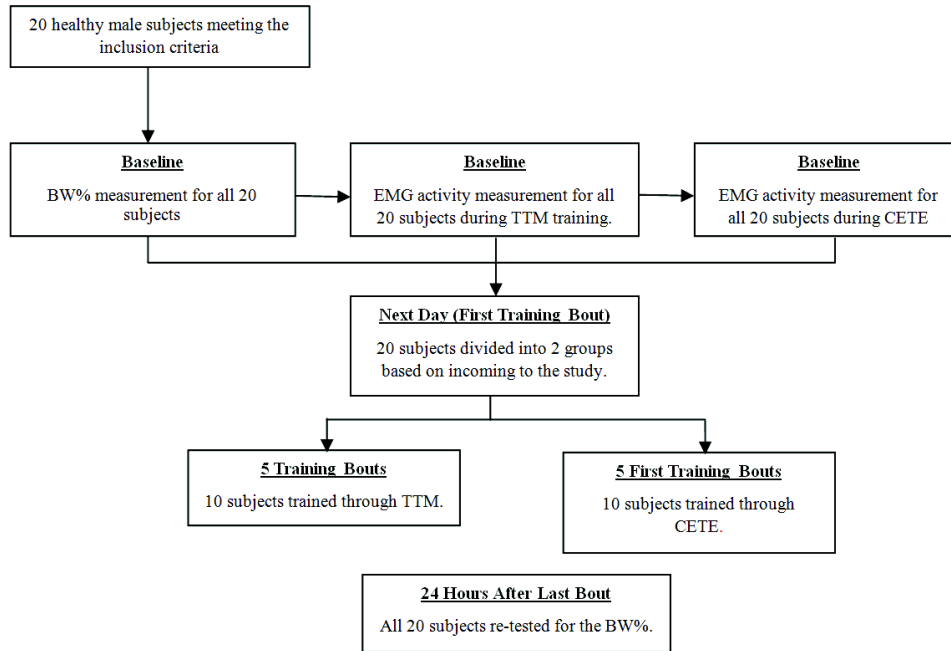 20 healthy male subjects meeting the
inclusion criteria
Baseline
BW% measurement for all 20
subjects
Baseline
EMG activity measurement for all
20 subjects during TTM training.
Baseline
EMG activity measurement for
all 20 subjects during CETE
Next Day (First Training Bout)
20 subjects divided into 2 groups
based on incoming to the study.
5 Training Bouts
10 subjects trained through TTM.
5 First Training Bouts
10 subjects trained through
CETE.
24 Hours After Last Bout
All 20 subjects re-tested for the BW%.